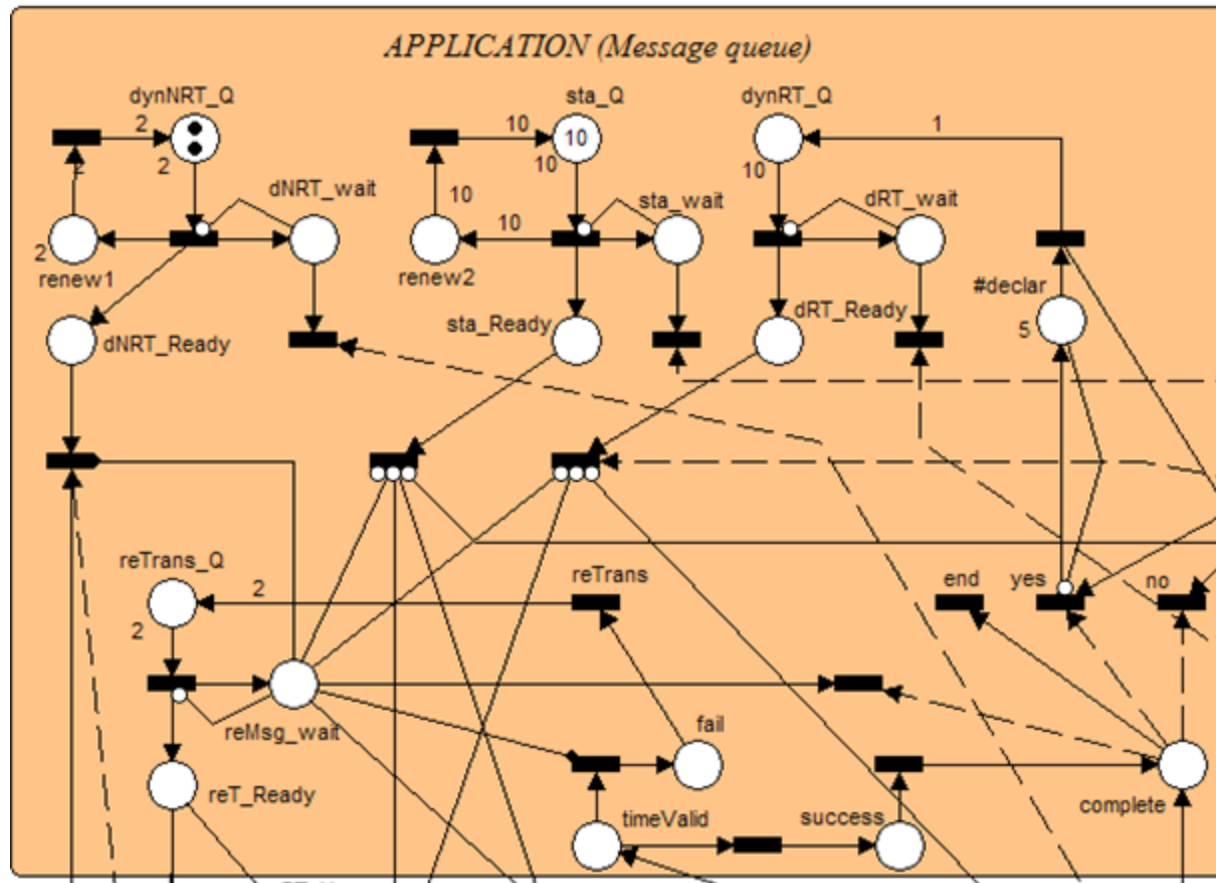 APPLICATION (Message queue)
dynNRT_Q
sta_Q
dynRT_Q
2
10
10
1
2
2
10
10
dNRT_wait
10
sta_wait
dRT_wait
10
2
renew1
renew2
#declar
sta_Ready
dRT_Ready
5
dNRT_Ready
reTrans_Q
reTrans
end
yes
no
2
2
reMsg_wait
fail
reT_Ready
timeValid
success
complete